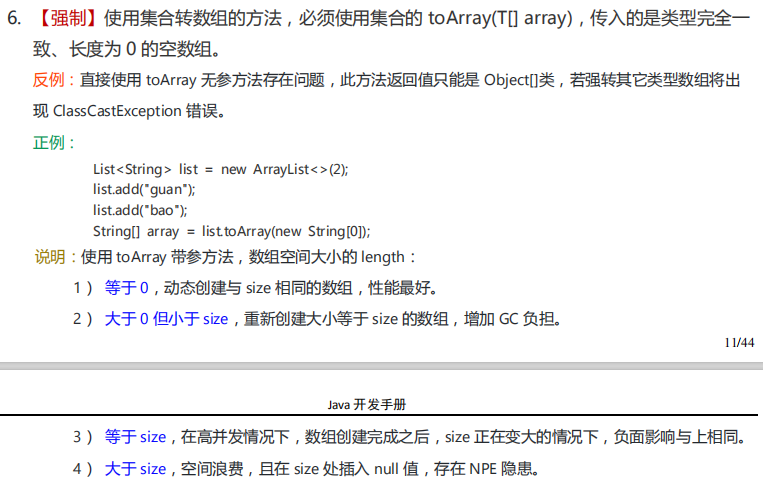 6. 【强制】使用集合转数组的方法，必须使用集合的 toArray(T[] array)，传入的是类型完全一
致、长度为 0 的空数组。
反例：直接使用 toArray 无参方法存在问题，此方法返回值只能是 Object[]类，若强转其它类型数组将出
现 ClassCastException 错误。
正例：
List<String> list = new ArrayList<>(2);
list.add("guan");
list.add("bao");
String[] array = list.toArray(new String[0]);
说明：使用 toArray 带参方法，数组空间大小的 length：
1） 等于 0，动态创建与 size 相同的数组，性能最好。
2） 大于 0 但小于 size，重新创建大小等于 size 的数组，增加 GC 负担。
11/44
Java 开发手册
3） 等于 size，在高并发情况下，数组创建完成之后，size 正在变大的情况下，负面影响与上相同。
4） 大于 size，空间浪费，且在 size 处插入 null 值，存在 NPE 隐患。